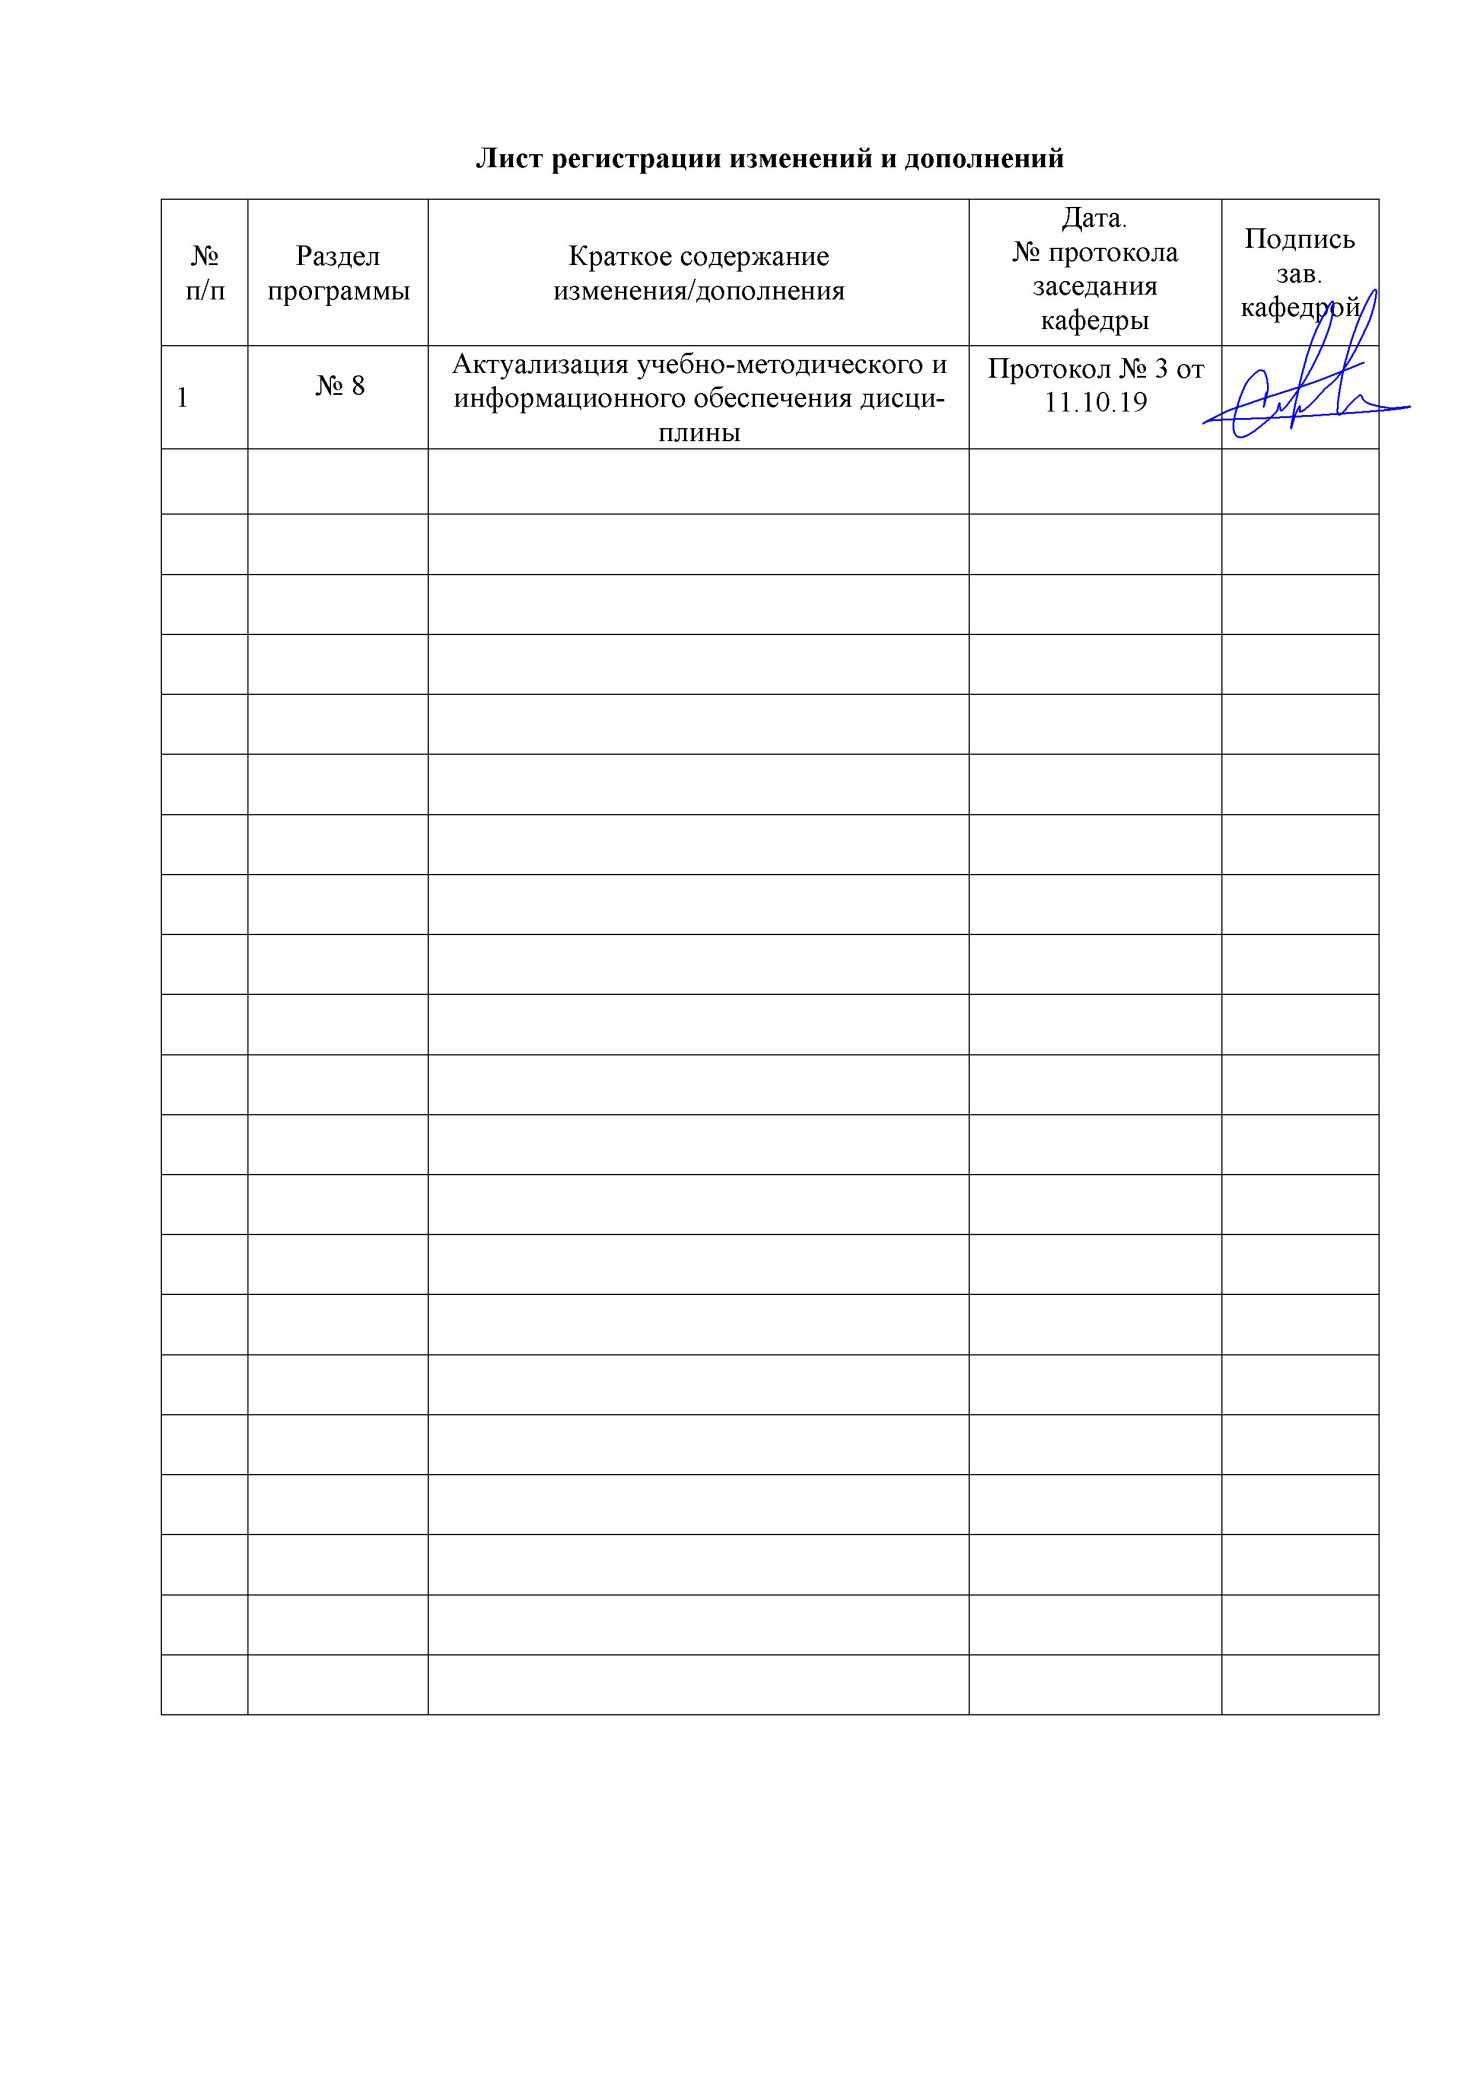 Лист регистрации изменений и дополнений
№
п/п
Раздел
программы
Краткое содержание
изменения/дополнения
Дата.
№ протокола
заседания
кафедры
Подпись
зав.
кафедрой
1
№ 8
Актуализация учебно-методического и
информационного обеспечения дисци-
плины
Протокол № 3 от
11.10.19